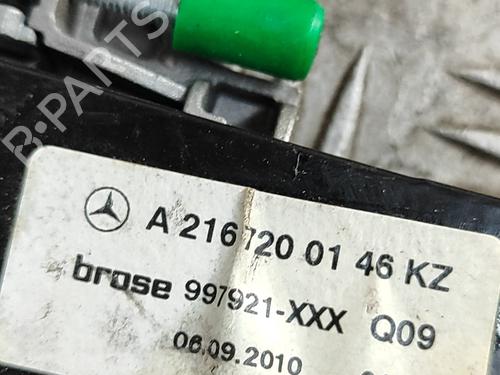 B-PARTS
A 216 720 01 46 KZ
brose 997921-XXX Q09
06.09.2010